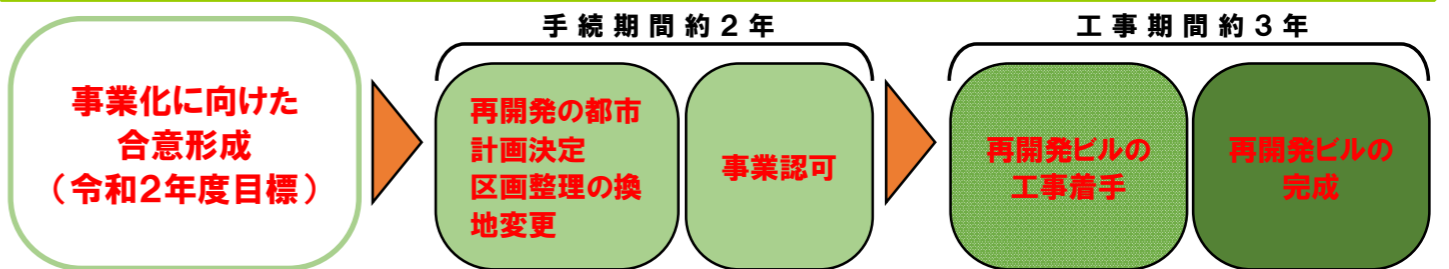 手続期間約2年
工事期間約3年
事業化に向けた
合意形成
(令和2年度目標)
再開発の都市
計画決定
区画整理の換
地変更
事業認可
再開発ビルの
工事着手
再開発ビルの
完成